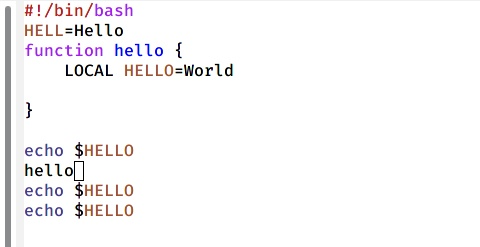 #!/bin/bash
HELL=Hello
function hello {
    LOCAL HELLO=World
}
echo $HELLO
hello
echo $HELLO
echo $HELLO